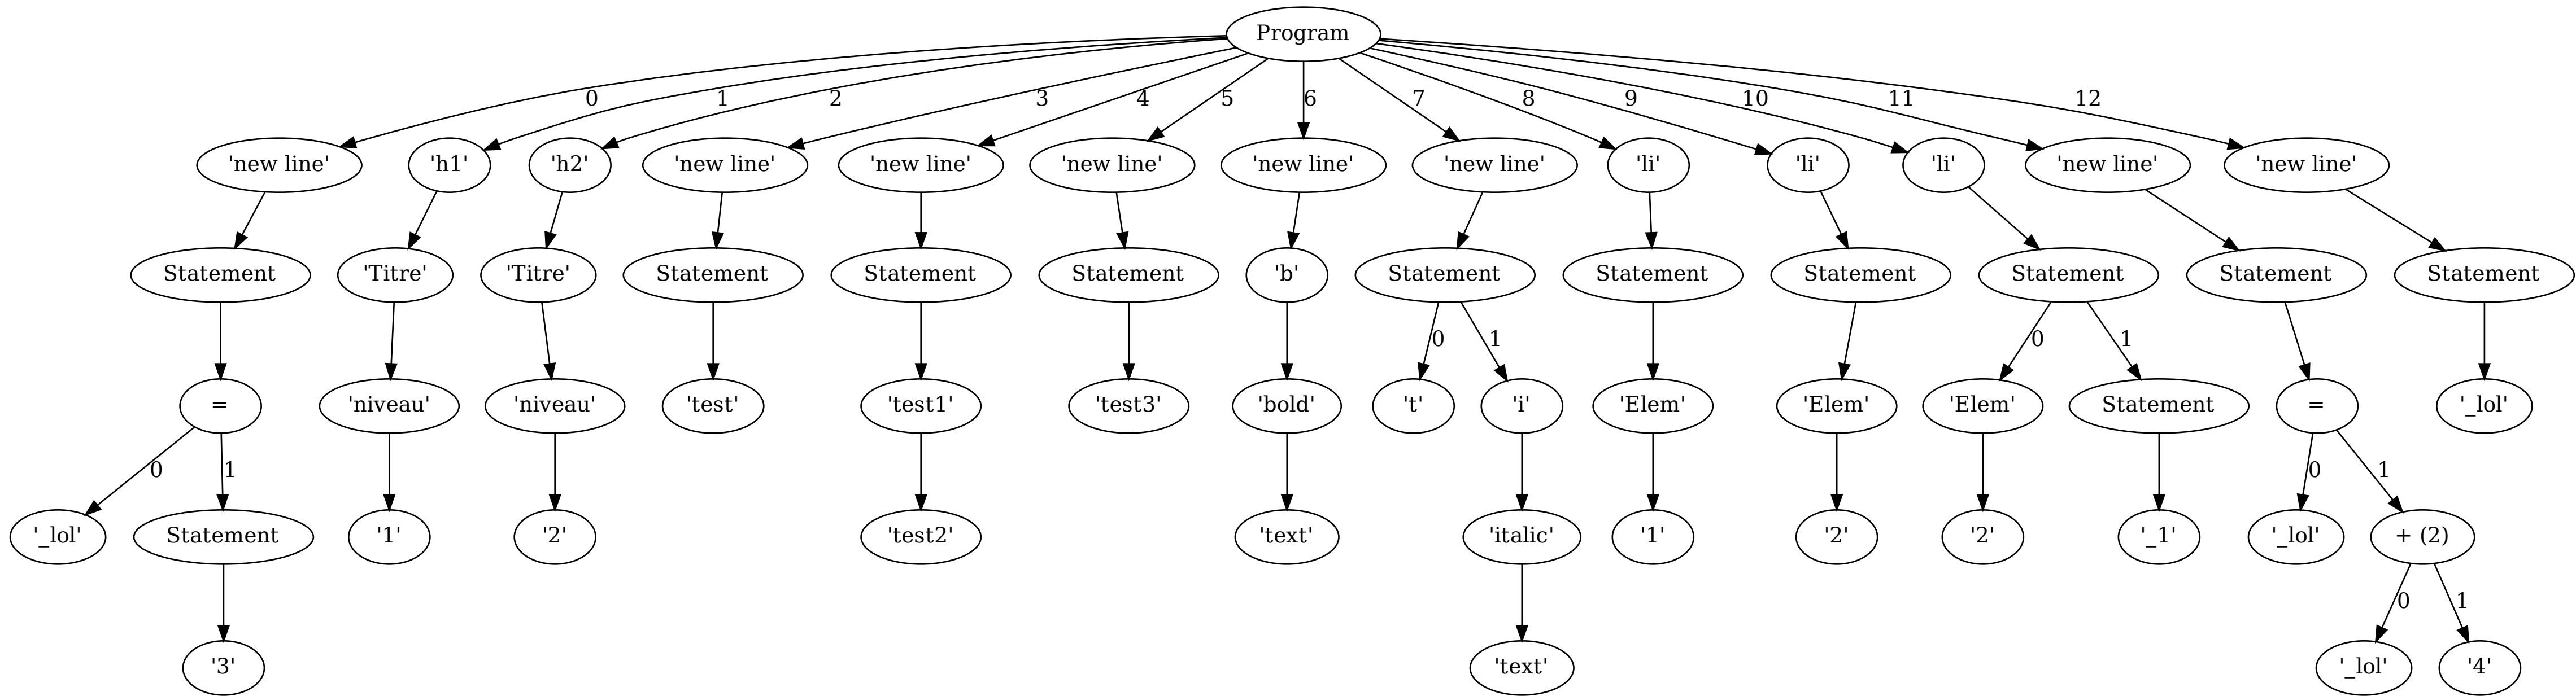 Program
0 1 2 3 4 5 6 7 8 9 10 11 12
'new line' 'h1' 'h2' 'new line' 'new line' 'new line' 'new line' 'new line' 'li' 'li' 'li' 'new line' 'new line'
Statement 'Titre' 'Titre' Statement Statement Statement 'b' Statement Statement Statement Statement Statement Statement
0 1 0 1
= 'niveau' 'niveau' 'test' 'test1' 'test3' 'bold' 't' 'i' 'Elem' 'Elem' 'Elem' Statement = '_lol'
0 1 0 1
'_lol' Statement '1' '2' 'test2' 'text' 'italic' '1' '2' '2' '_1' '_lol' + (2)
0 1
'3' 'text' '_lol' '4'